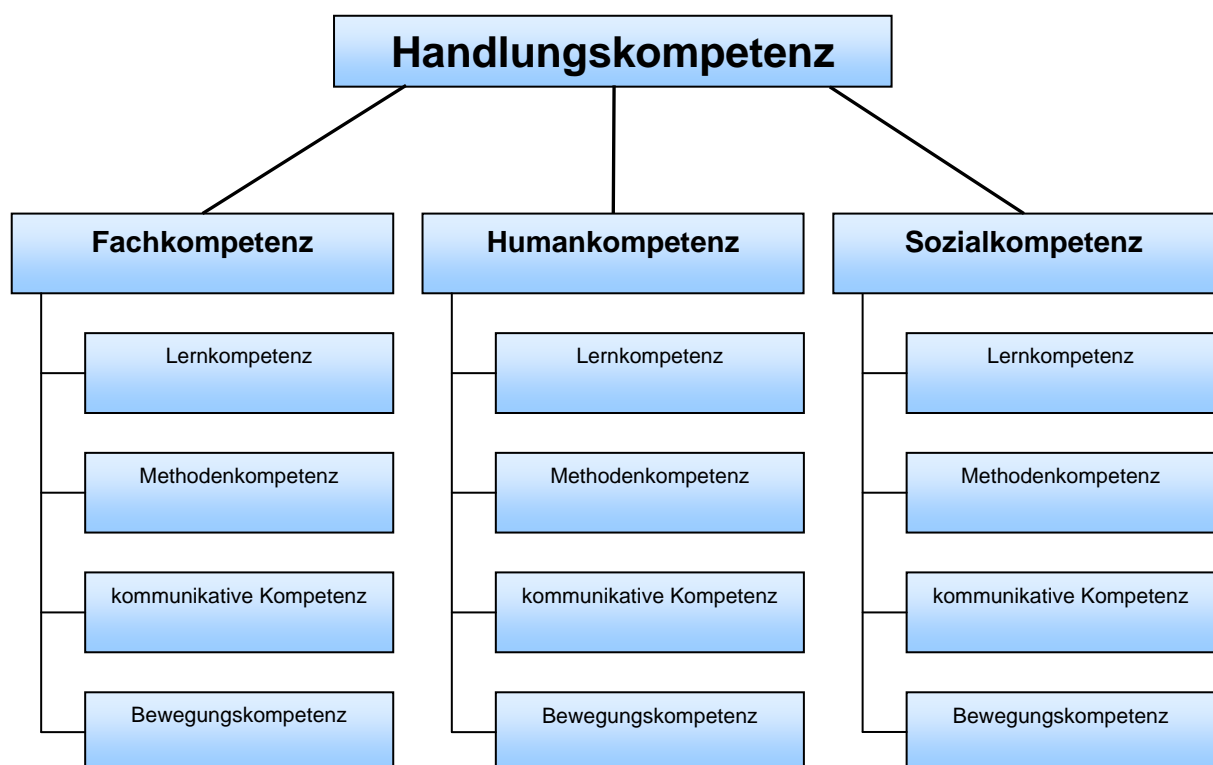 Handlungskompetenz
Fachkompetenz
Humankompetenz
Sozialkompetenz
Lernkompetenz
Lernkompetenz
Lernkompetenz
Methodenkompetenz
Methodenkompetenz
Methodenkompetenz
kommunikative Kompetenz
kommunikative Kompetenz
kommunikative Kompetenz
Bewegungskompetenz
Bewegungskompetenz
Bewegungskompetenz